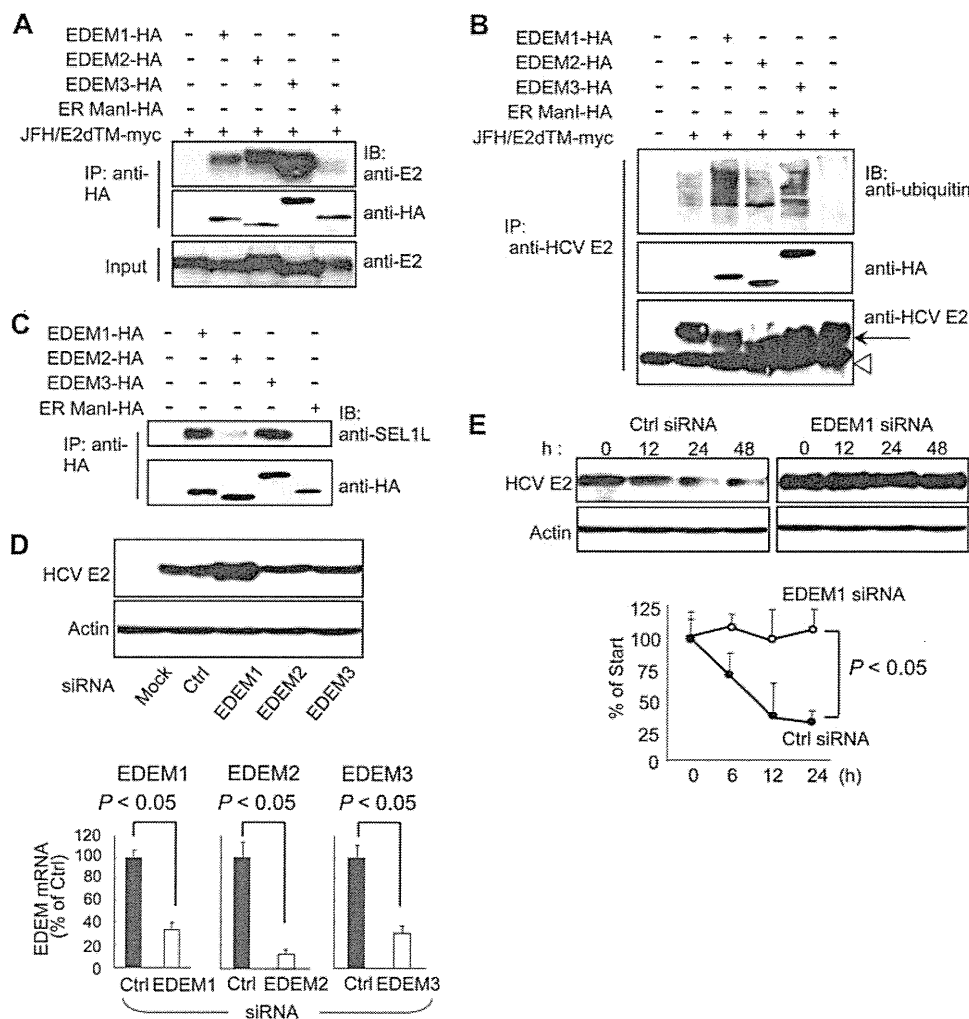 A
EDEM1-HA - + - - -
EDEM2-HA - - + - -
EDEM3-HA - - - + -
ER ManI-HA - - - - +
JFH/E2dTM-myc + + + + +
IP: anti-HA
IB:
anti-E2
anti-HA
Input
anti-E2
B
EDEM1-HA - - + - - -
EDEM2-HA - - - + - -
EDEM3-HA - - - - + -
ER ManI-HA - - - - - +
JFH/E2dTM-myc - + + + + +
IP:
anti-HCV E2
IB:
anti-ubiquitin
anti-HA
anti-HCV E2
C
EDEM1-HA - + - - -
EDEM2-HA - - + - -
EDEM3-HA - - - + -
ER ManI-HA - - - - +
IP: anti-
HA
IB:
anti-SEL1L
anti-HA
D
HCV E2
Actin
siRNA
Mock
Ctrl
EDEM1
EDEM2
EDEM3
EDEM1 EDEM2 EDEM3
P < 0.05 P < 0.05 P < 0.05
EDEM mRNA
(% of Ctrl)
120
100
80
60
40
20
0
Ctrl EDEM1 Ctrl EDEM2 Ctrl EDEM3
siRNA
E
Ctrl siRNA EDEM1 siRNA
h : 0 12 24 48 0 12 24 48
HCV E2
Actin
EDEM1 siRNA
% of Start
125
100
75
50
25
0
P < 0.05
Ctrl siRNA
0 6 12 24 (h)